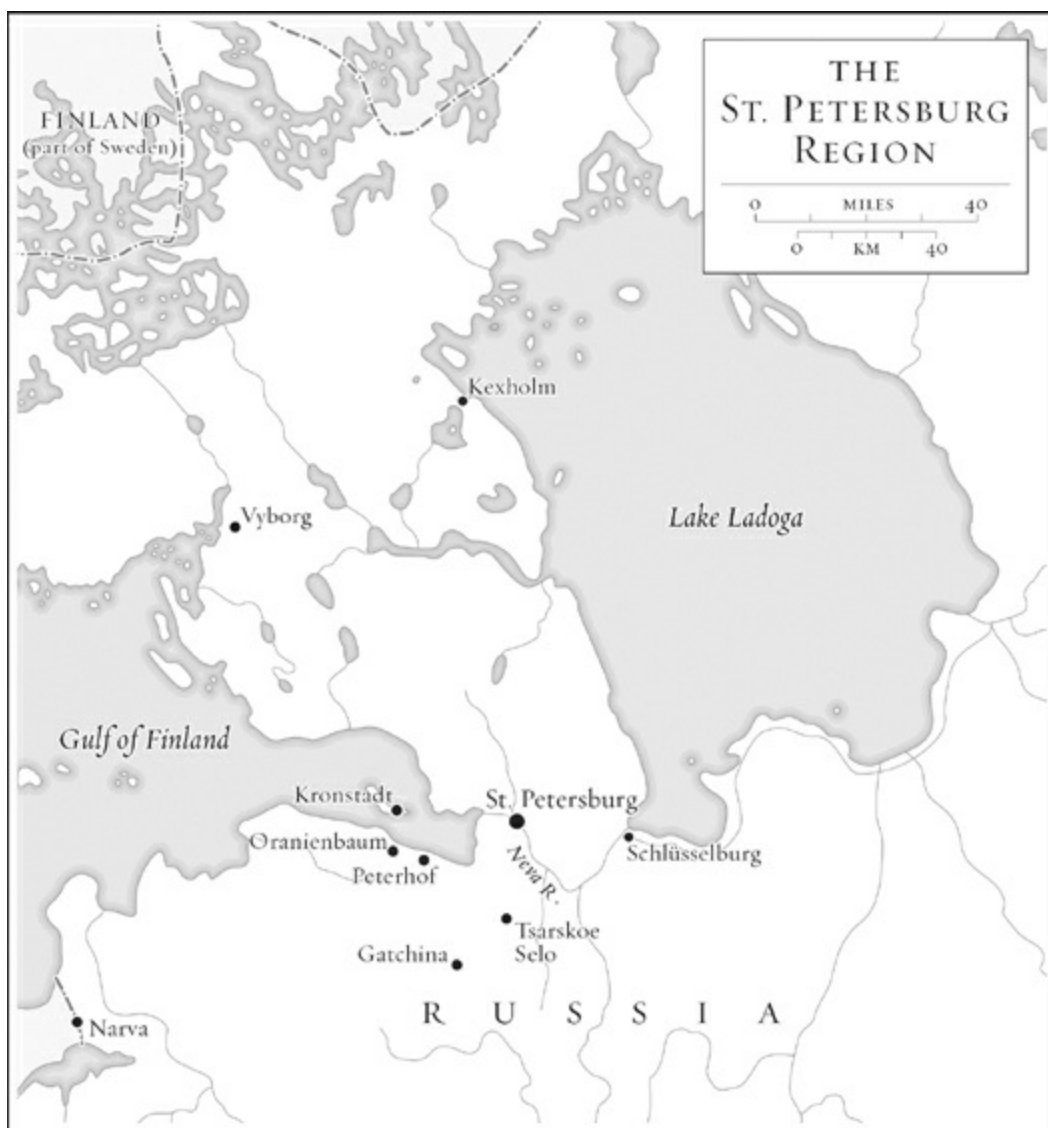 THE
ST. PETERSBURG
REGION
0 MILES 40
0 KM 40
FINLAND
(part of Sweden)
Kexholm
Lake Ladoga
Vyborg
Gulf of Finland
Kronstadt
St. Petersburg
Oranienbaum
Schlüsselburg
Peterhof
Neva R.
Tsarskoe
Selo
Gatchina
RUSSIA
Narva